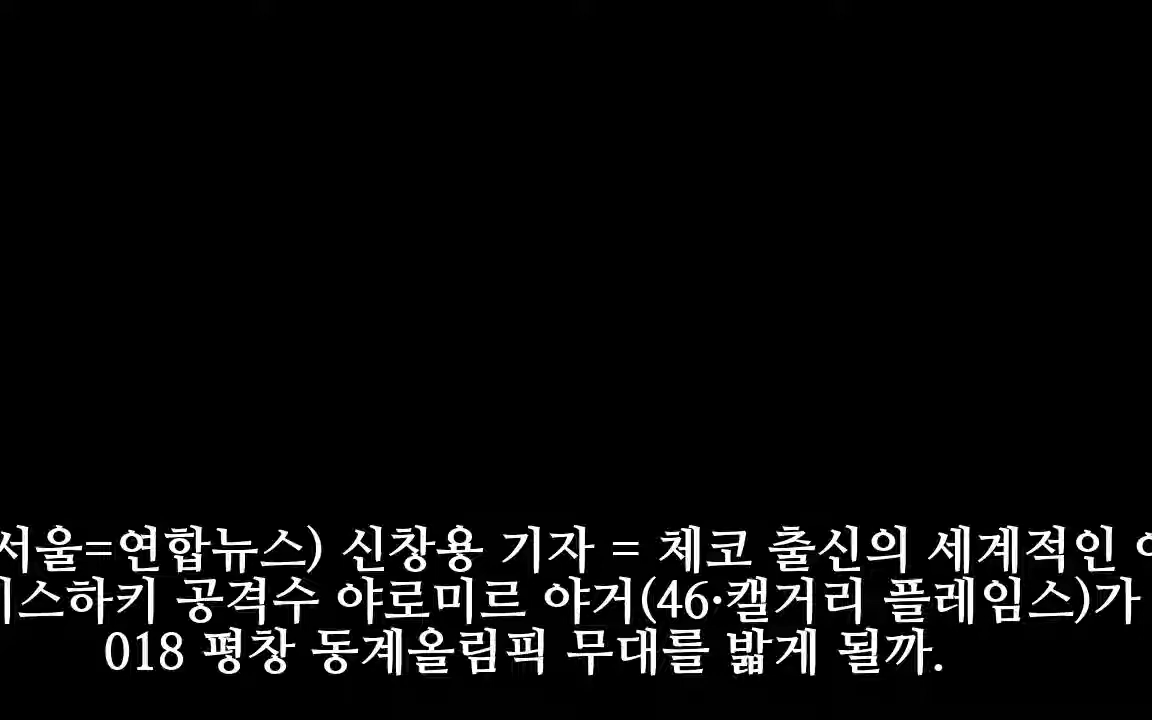 서울=연합뉴스) 신창용 기자 = 체코 출신의 세계적인
스하키 공격수 야로미르 야거(46·캘거리 플레임스)가
018 평창 동계올림픽 무대를 밟게 될까.